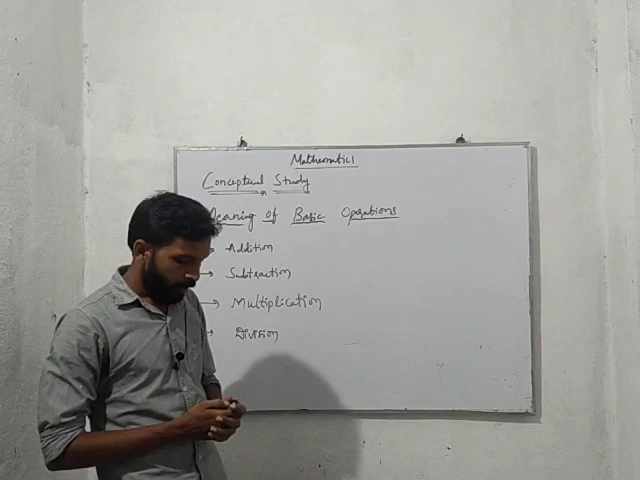 Mathematics
Conceptual Study
Meaning of Basic Operations
→ Addition
→ Subtraction
→ Multiplication
→ Division